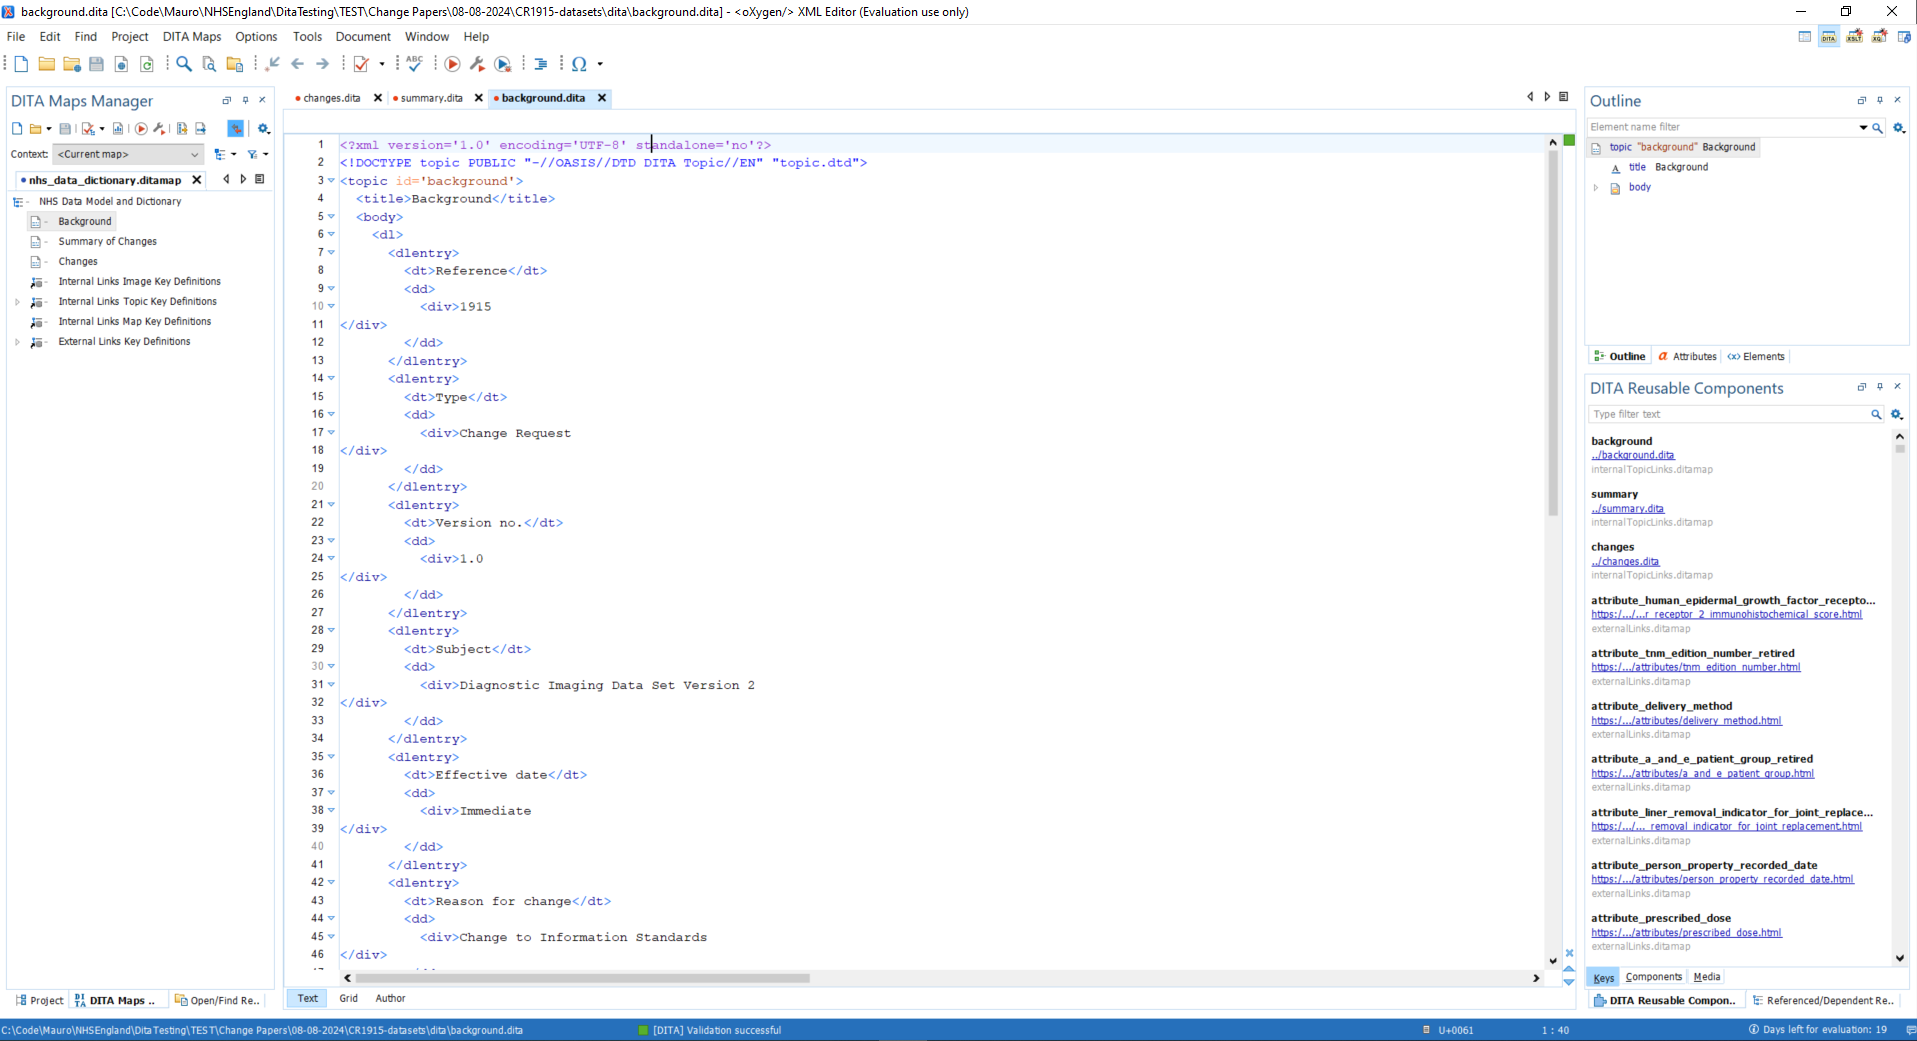 background.dita [C:\Code\Mauro\NHSEngland\DitaTesting\TEST\Change Papers\08-08-2024\CR1915-datasets\dita\background.dita] - <oXygen/> XML Editor (Evaluation use only)
File Edit Find Project DITA Maps Options Tools Document Window Help
DITA Maps Manager
Context: <Current map>
nhs_data_dictionary.ditamap
NHS Data Model and Dictionary
Background
Summary of Changes
Changes
Internal Links Image Key Definitions
Internal Links Topic Key Definitions
Internal Links Map Key Definitions
External Links Key Definitions
Project DITA Maps .. Open/Find Re..
changes.dita summary.dita background.dita
1 <?xml version='1.0' encoding='UTF-8' standalone='no'?>
2 <!DOCTYPE topic PUBLIC "-//OASIS//DTD DITA Topic//EN" "topic.dtd">
3 <topic id='background'>
4 <title>Background</title>
5 <body>
6 <dl>
7 <dlentry>
8 <dt>Reference</dt>
9 <dd>
10 <div>1915
11 </div>
12 </dd>
13 </dlentry>
14 <dlentry>
15 <dt>Type</dt>
16 <dd>
17 <div>Change Request
18 </div>
19 </dd>
20 </dlentry>
21 <dlentry>
22 <dt>Version no.</dt>
23 <dd>
24 <div>1.0
25 </div>
26 </dd>
27 </dlentry>
28 <dlentry>
29 <dt>Subject</dt>
30 <dd>
31 <div>Diagnostic Imaging Data Set Version 2
32 </div>
33 </dd>
34 </dlentry>
35 <dlentry>
36 <dt>Effective date</dt>
37 <dd>
38 <div>Immediate
39 </div>
40 </dd>
41 </dlentry>
42 <dlentry>
43 <dt>Reason for change</dt>
44 <dd>
45 <div>Change to Information Standards
46 </div>
Text Grid Author
Outline
Element name filter
topic "background" Background
title Background
body
Outline Attributes Elements
DITA Reusable Components
Type filter text
background
../background.dita
internalTopicLinks.ditamap
summary
../summary.dita
internalTopicLinks.ditamap
changes
../changes.dita
internalTopicLinks.ditamap
attribute_human_epidermal_growth_factor_recepto...
https:/.../...r_receptor_2_immunohistochemical_score.html
externalLinks.ditamap
attribute_tnm_edition_number_retired
https:/.../attributes/tnm_edition_number.html
externalLinks.ditamap
attribute_delivery_method
https:/.../attributes/delivery_method.html
externalLinks.ditamap
attribute_a_and_e_patient_group_retired
https:/.../attributes/a_and_e_patient_group.html
externalLinks.ditamap
attribute_liner_removal_indicator_for_joint_replace...
https:/.../..._removal_indicator_for_joint_replacement.html
externalLinks.ditamap
attribute_person_property_recorded_date
https:/.../attributes/person_property_recorded_date.html
externalLinks.ditamap
attribute_prescribed_dose
https:/.../attributes/prescribed_dose.html
externalLinks.ditamap
Keys Components Media
DITA Reusable Compon.. Referenced/Dependent Re..
C:\Code\Mauro\NHSEngland\DitaTesting\TEST\Change Papers\08-08-2024\CR1915-datasets\dita\background.dita [DITA] Validation successful U+0061 1 : 40 Days left for evaluation: 19